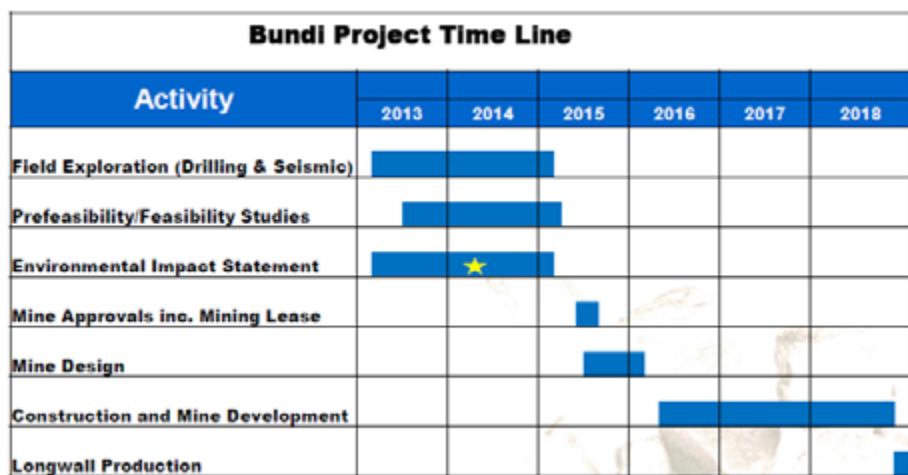 Bundi Project Time Line
Activity
2013 2014 2015 2016 2017 2018
Field Exploration (Drilling & Seismic)
Prefeasibility/Feasibility Studies
Environmental Impact Statement
Mine Approvals inc. Mining Lease
Mine Design
Construction and Mine Development
Longwall Production